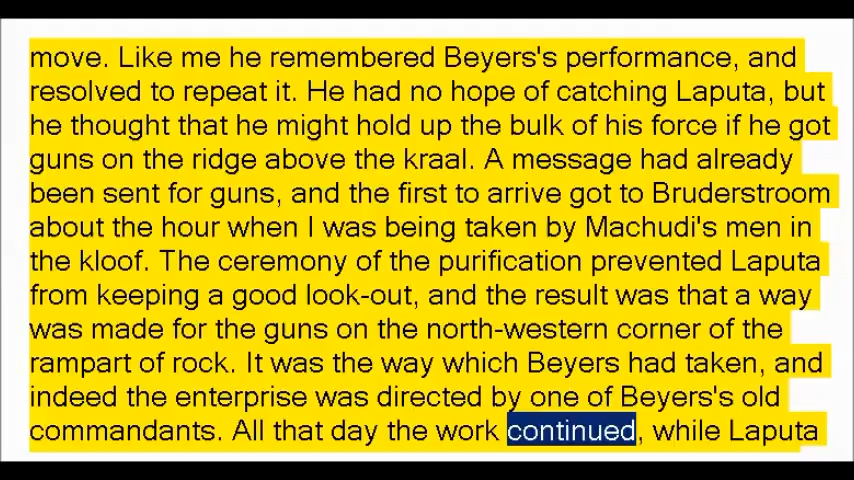 move. Like me he remembered Beyers's performance, and
resolved to repeat it. He had no hope of catching Laputa, but
he thought that he might hold up the bulk of his force if he got
guns on the ridge above the kraal. A message had already
been sent for guns, and the first to arrive got to Bruderstroom
about the hour when I was being taken by Machudi's men in
the kloof. The ceremony of the purification prevented Laputa
from keeping a good look-out, and the result was that a way
was made for the guns on the north-western corner of the
rampart of rock. It was the way which Beyers had taken, and
indeed the enterprise was directed by one of Beyers's old
commandants. All that day the work continued, while Laputa